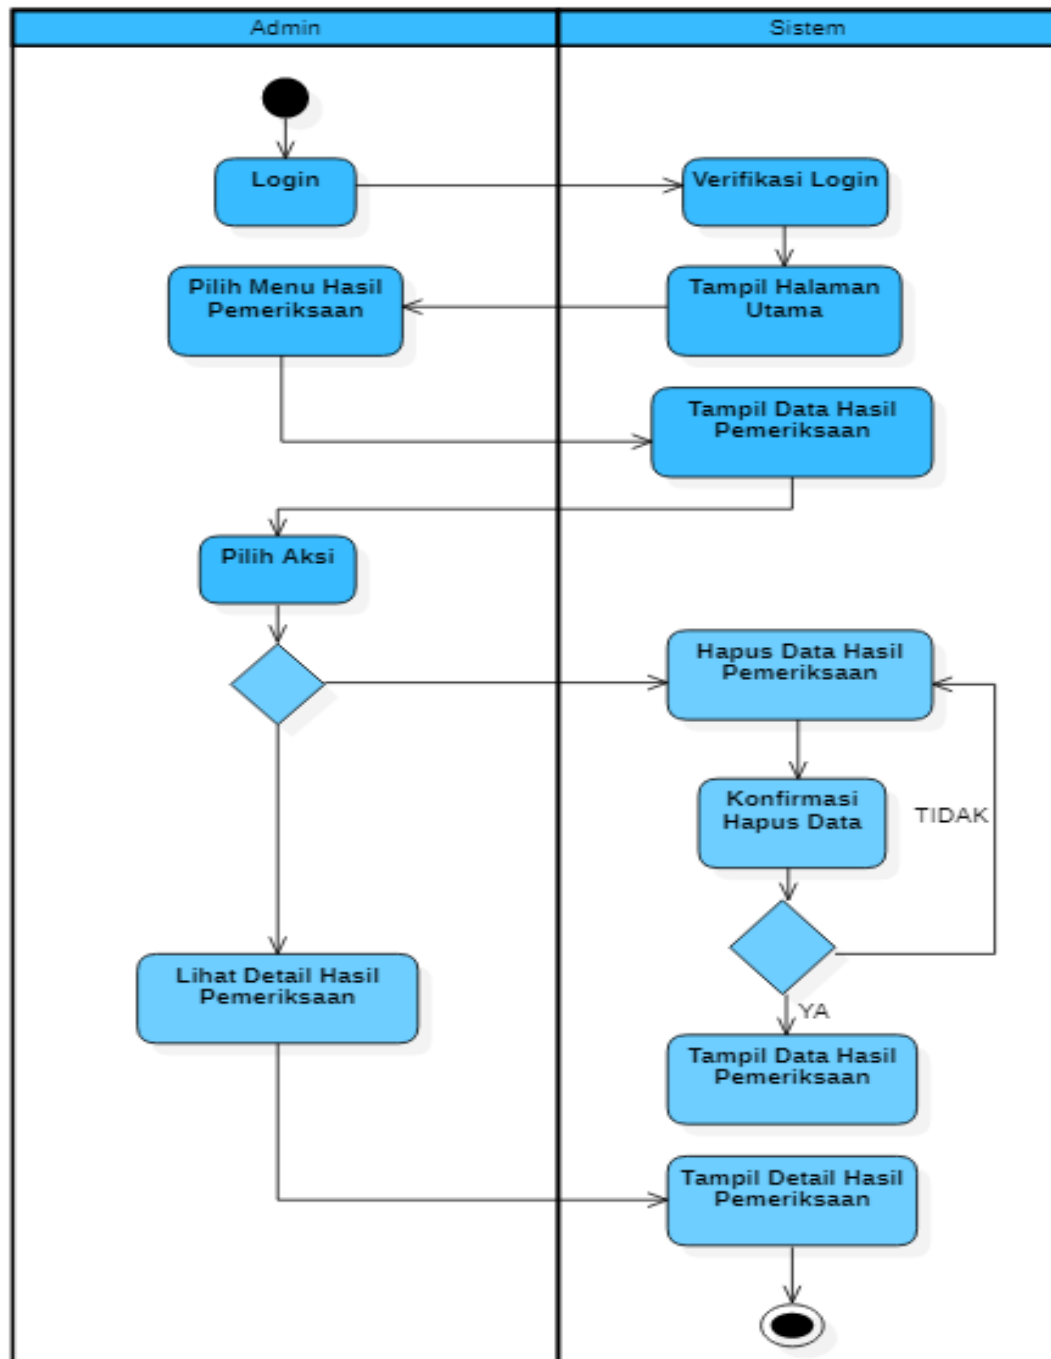 Admin
Sistem
Login
Verifikasi Login
Pilih Menu Hasil
Pemeriksaan
Tampil Halaman
Utama
Tampil Data Hasil
Pemeriksaan
Pilih Aksi
Hapus Data Hasil
Pemeriksaan
Konfirmasi
Hapus Data
TIDAK
Lihat Detail Hasil
Pemeriksaan
YA
Tampil Data Hasil
Pemeriksaan
Tampil Detail Hasil
Pemeriksaan